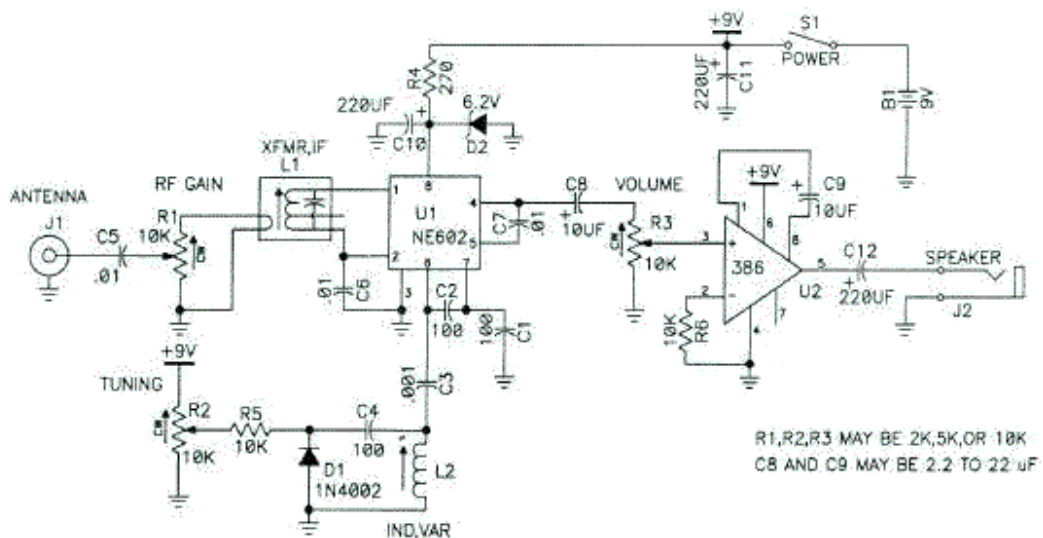 +9V
S1
POWER
R4
270
220UF
+
C11
B1
9V
220UF
+
C10
6.2V
D2
XFMR,IF
L1
RF GAIN
ANTENNA
J1
C5
.01
R1
10K
CW
1
8
4
U1
NE602
5
2
6
7
3
.01
C6
C7
.01
C8
+
10UF
VOLUME
R3
CW
10K
+9V
1
6
8
+
C9
10UF
3
+
386
2
-
5
U2
4
7
10K
R6
C12
+
220UF
SPEAKER
J2
C2
100
100
C1
.001
C3
+9V
TUNING
R2
CW
10K
R5
10K
C4
100
D1
1N4002
L2
IND,VAR
R1,R2,R3 MAY BE 2K,5K,OR 10K
C8 AND C9 MAY BE 2.2 TO 22 uF